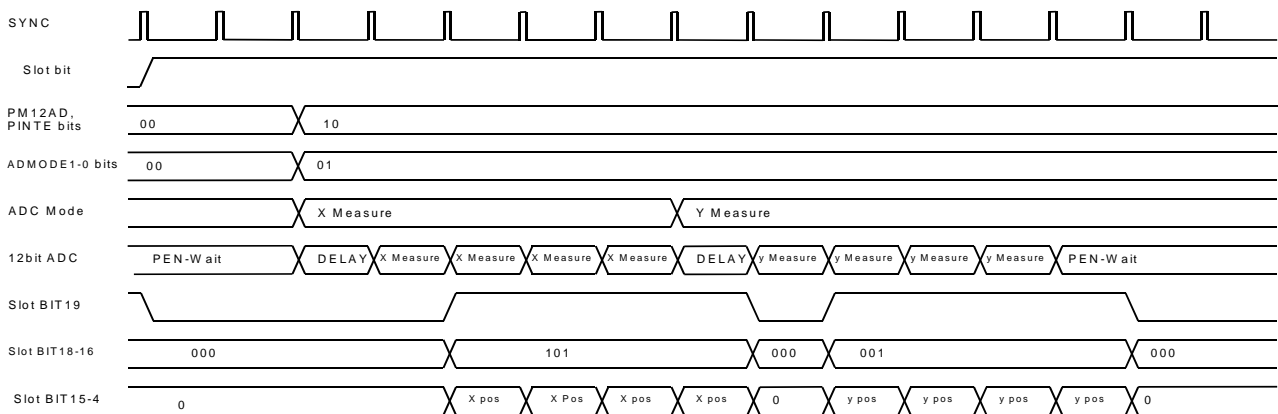 SYNC
Slot bit
PM12AD,
PINTE bits
00
10
ADMODE1-0 bits
00
01
ADC Mode
X Measure
Y Measure
12bit ADC
PEN-Wait
DELAY
X Measure
X Measure
X Measure
X Measure
DELAY
y Measure
y Measure
y Measure
y Measure
PEN-Wait
Slot BIT19
Slot BIT18-16
000
101
000
001
000
Slot BIT15-4
0
X pos
X Pos
X pos
X pos
0
y pos
y pos
y pos
y pos
0